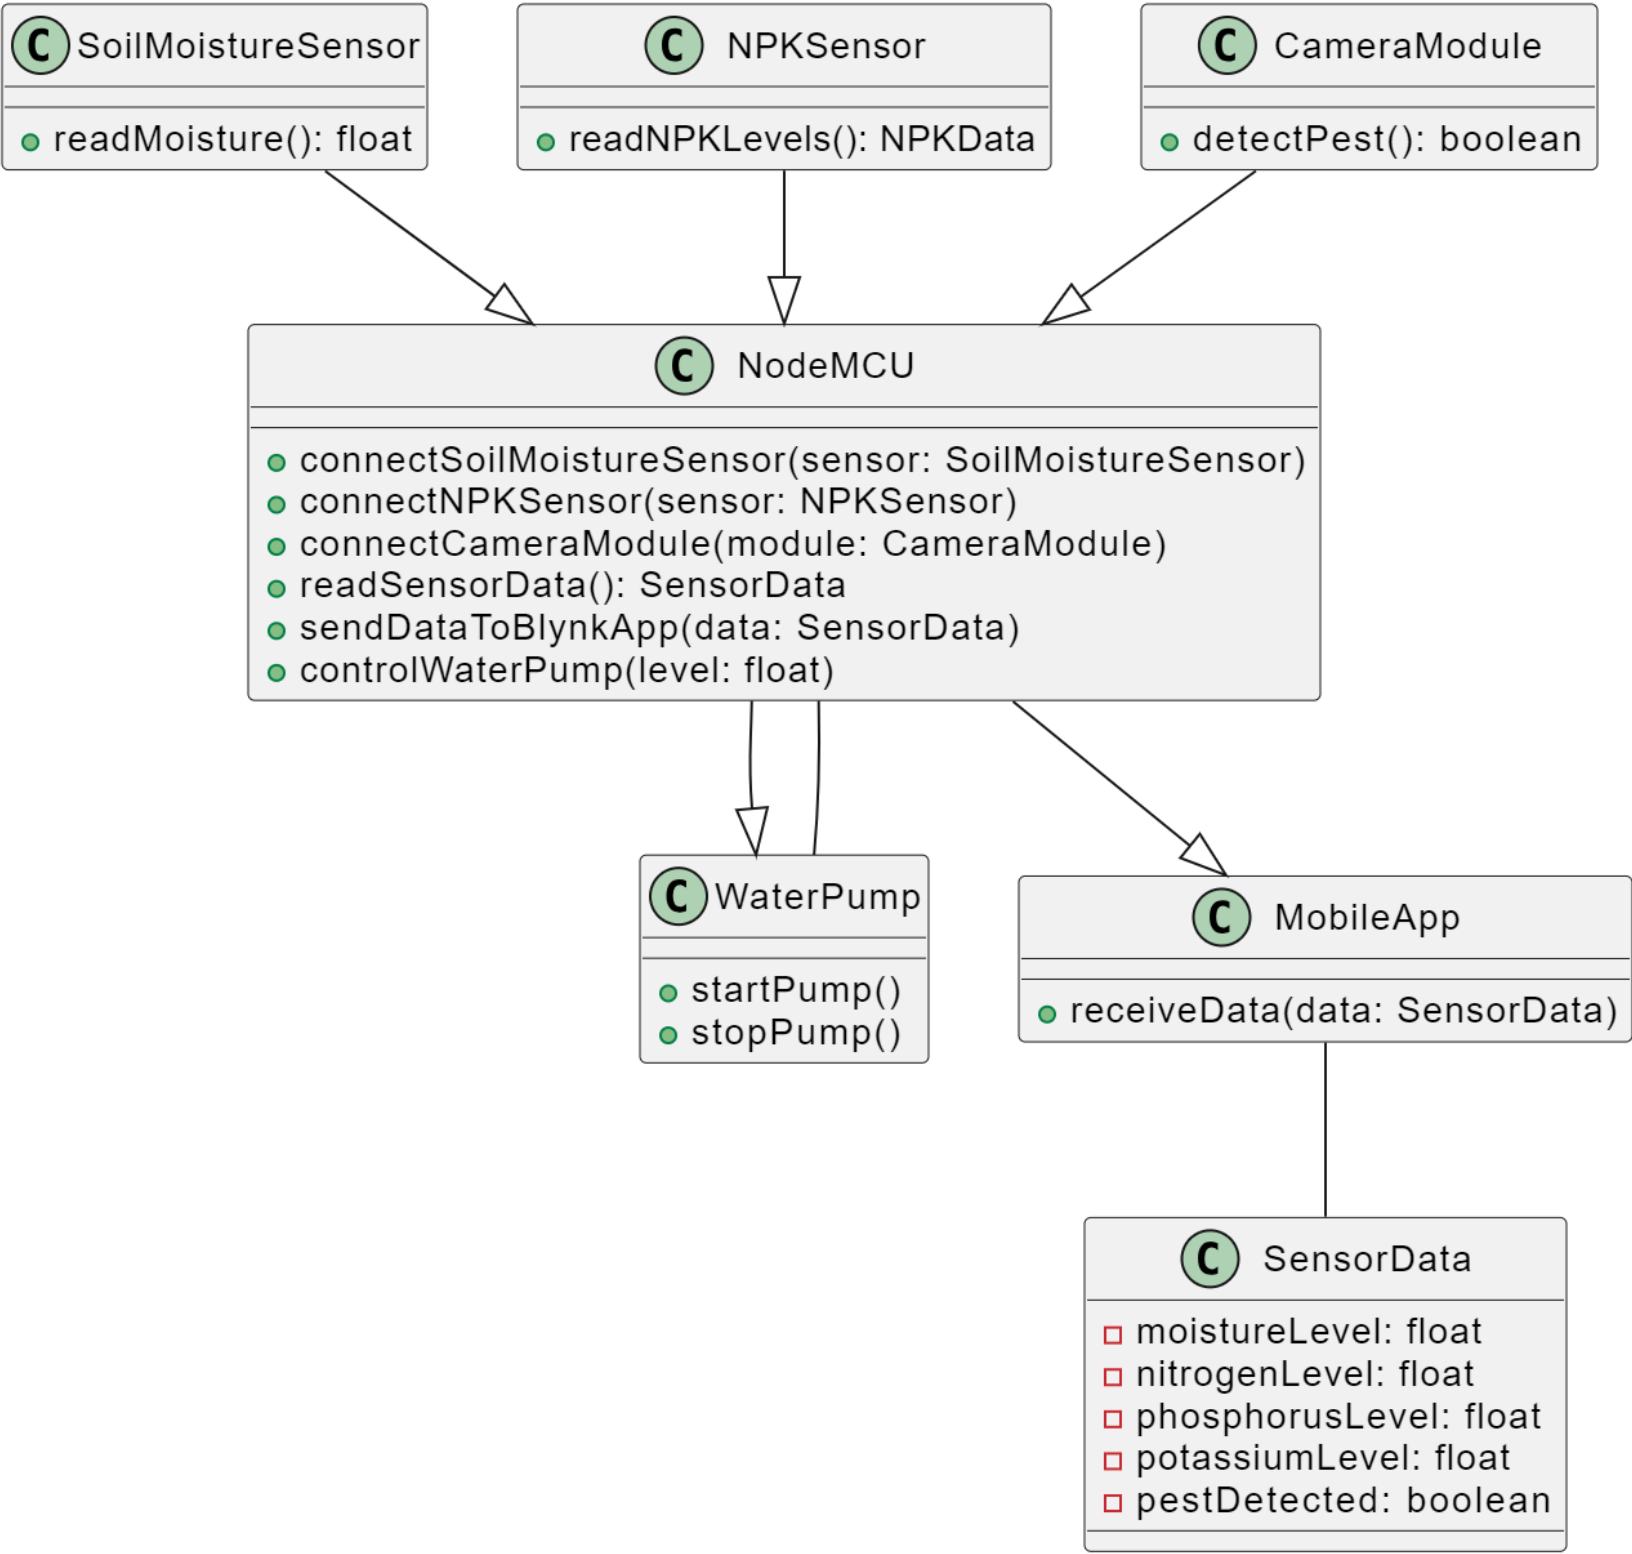 C SoilMoistureSensor
readMoisture(): float
C NPKSensor
readNPKLevels(): NPKData
C CameraModule
detectPest(): boolean
C NodeMCU
connectSoilMoistureSensor(sensor: SoilMoistureSensor)
connectNPKSensor(sensor: NPKSensor)
connectCameraModule(module: CameraModule)
readSensorData(): SensorData
sendDataToBlynkApp(data: SensorData)
controlWaterPump(level: float)
C WaterPump
startPump()
stopPump()
C MobileApp
receiveData(data: SensorData)
C SensorData
moistureLevel: float
nitrogenLevel: float
phosphorusLevel: float
potassiumLevel: float
pestDetected: boolean